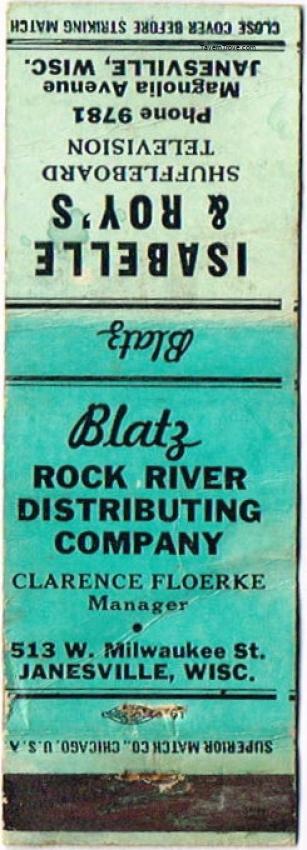 CLOSE COVER BEFORE STRIKING MATCH
ISABELLE
& ROY'S
SHUFFLEBOARD
TELEVISION
Phone 9781
Magnolia Avenue
JANESVILLE, WISC.
Blatz
Blatz
ROCK RIVER
DISTRIBUTING
COMPANY
CLARENCE FLOERKE
Manager
513 W. Milwaukee St.
JANESVILLE, WISC.
SUPERIOR MATCH CO., CHICAGO, U.S.A